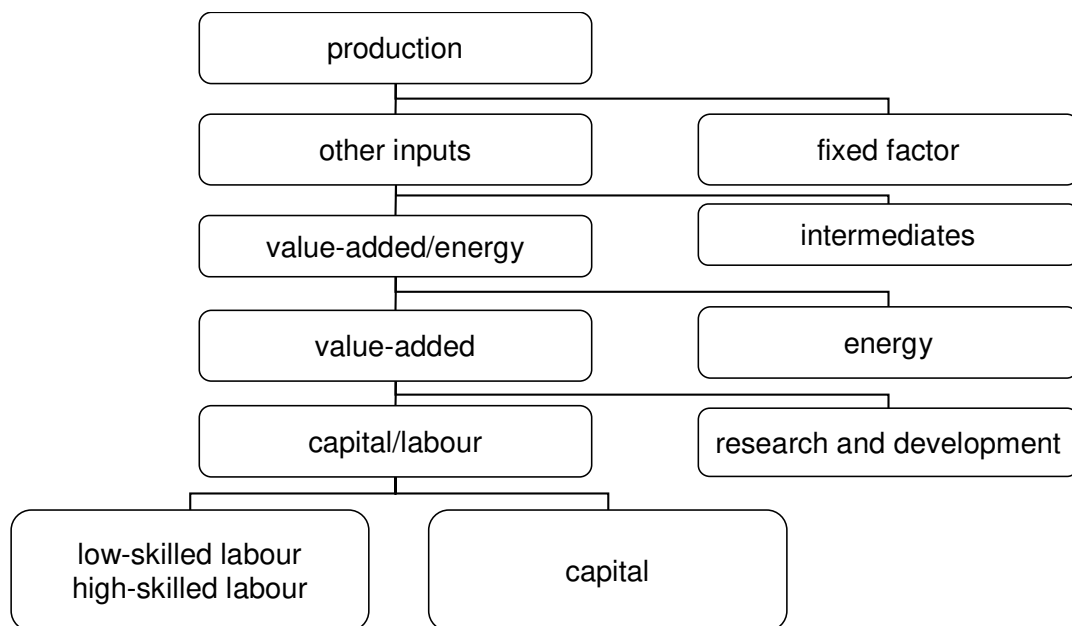 production
other inputs
fixed factor
value-added/energy
intermediates
value-added
energy
capital/labour
research and development
low-skilled labour
high-skilled labour
capital